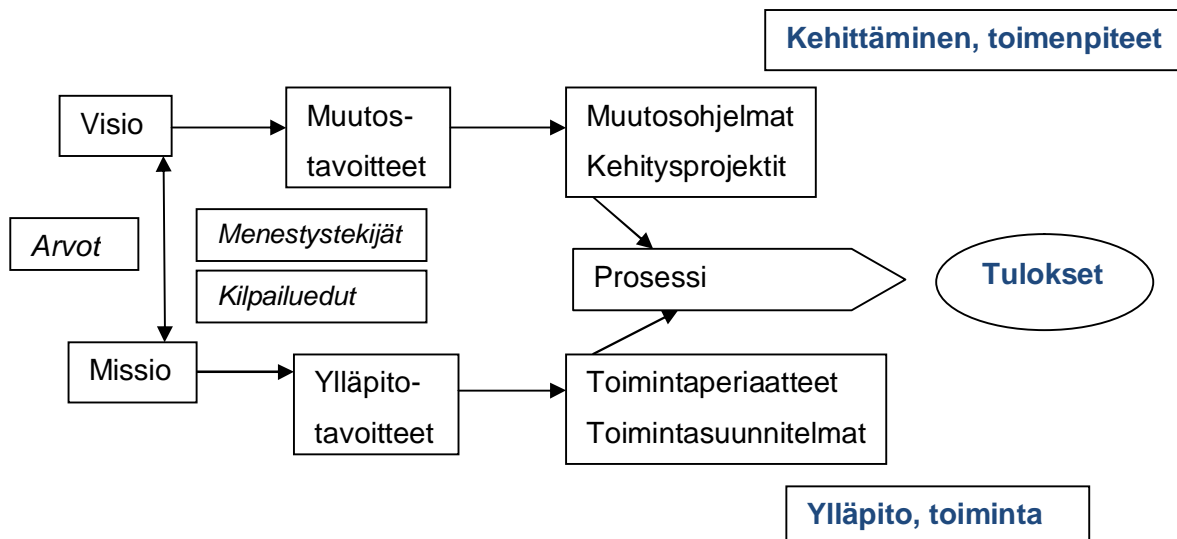 Kehittäminen, toimenpiteet
Visio
Muutos-
tavoitteet
Muutosohjelmat
Kehitysprojektit
Arvot
Menestystekijät
Kilpailuedut
Prosessi
Tulokset
Missio
Ylläpito-
tavoitteet
Toimintaperiaatteet
Toimintasuunnitelmat
Ylläpito, toiminta